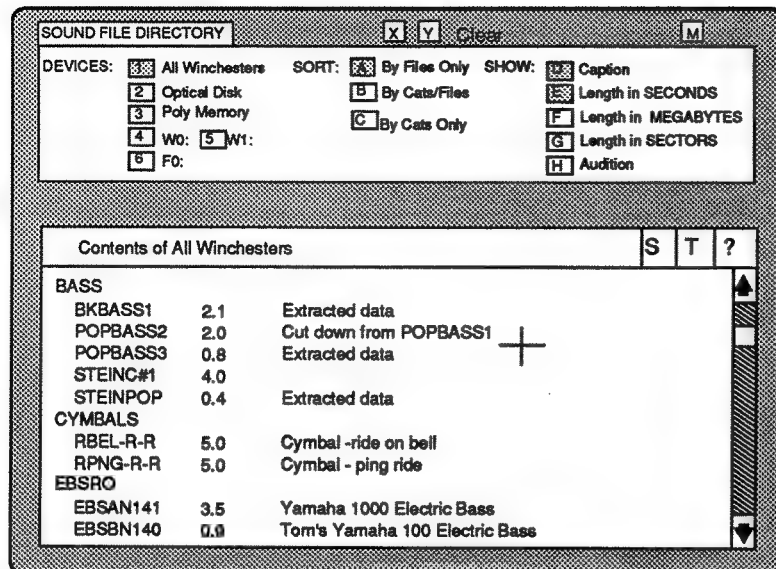 SOUND FILE DIRECTORY X Y Clear M
DEVICES: 1 All Winchesters SORT: A By Files Only SHOW: D Caption
2 Optical Disk B By Cats/Files E Length in SECONDS
3 Poly Memory C By Cats Only F Length in MEGABYTES
4 W0: 5 W1: G Length in SECTORS
6 F0: H Audition
Contents of All Winchesters S T ?
BASS
BKBASS1 2.1 Extracted data
POPBASS2 2.0 Cut down from POPBASS1
POPBASS3 0.8 Extracted data
STEINC#1 4.0
STEINPOP 0.4 Extracted data
CYMBALS
RBEL-R-R 5.0 Cymbal -ride on bell
RPNG-R-R 5.0 Cymbal - ping ride
EBSRO
EBSAN141 3.5 Yamaha 1000 Electric Bass
EBSBN140 Tom's Yamaha 100 Electric Bass